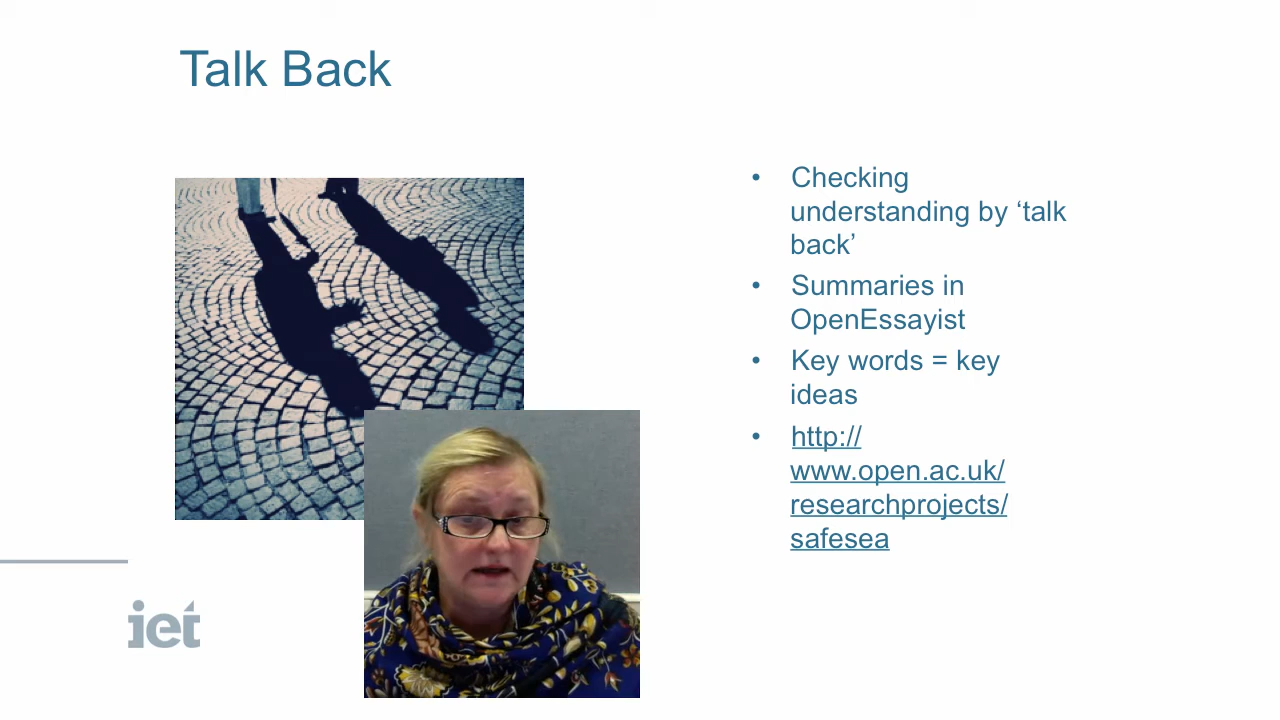 Talk Back
• Checking
understanding by ‘talk
back’
• Summaries in
OpenEssayist
• Key words = key
ideas
• http://
www.open.ac.uk/
researchprojects/
safesea
iet